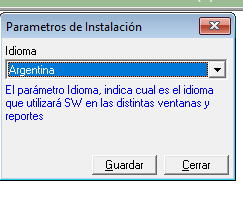 Parametros de Instalación
Idioma
Argentina
El parámetro Idioma, indica cual es el idioma
que utilizará SW en las distintas ventanas y
reportes
Guardar
Cerrar